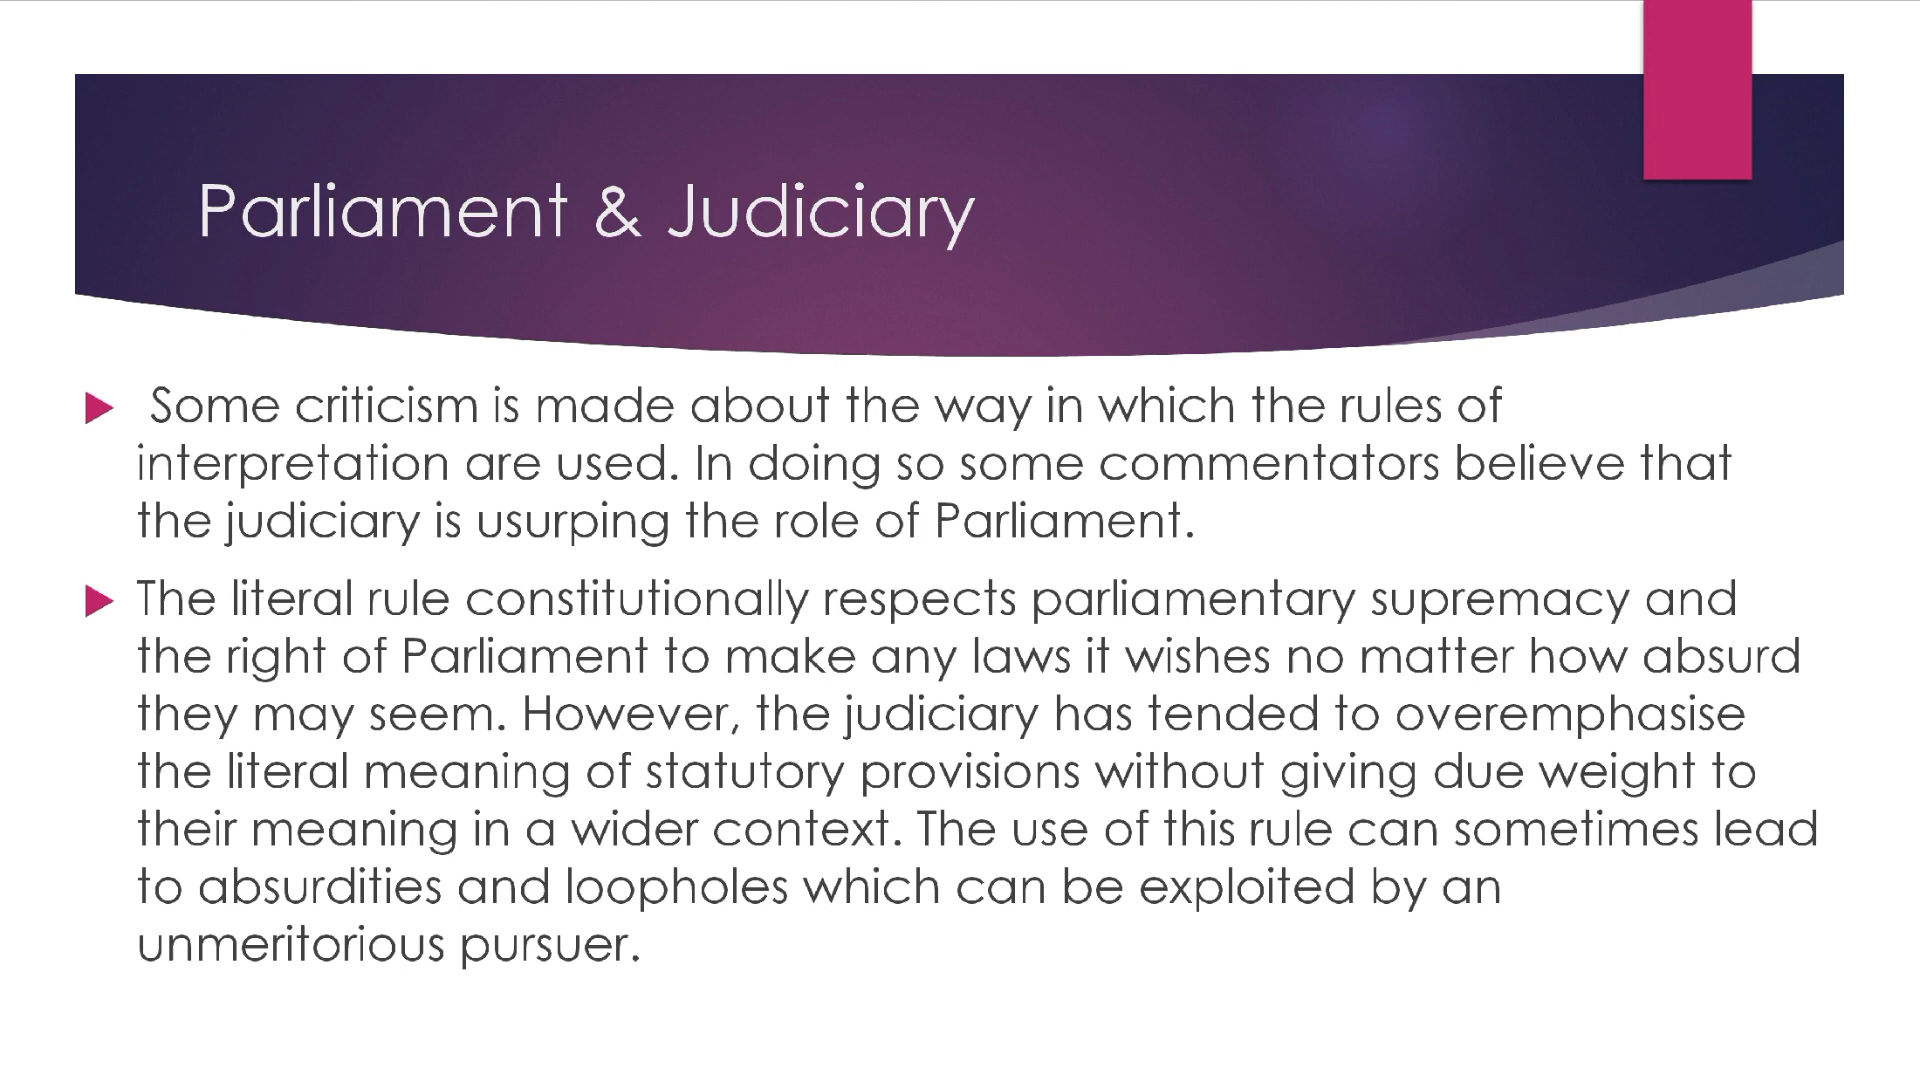 Parliament & Judiciary
Some criticism is made about the way in which the rules of
interpretation are used. In doing so some commentators believe that
the judiciary is usurping the role of Parliament.
The literal rule constitutionally respects parliamentary supremacy and
the right of Parliament to make any laws it wishes no matter how absurd
they may seem. However, the judiciary has tended to overemphasise
the literal meaning of statutory provisions without giving due weight to
their meaning in a wider context. The use of this rule can sometimes lead
to absurdities and loopholes which can be exploited by an
unmeritorious pursuer.